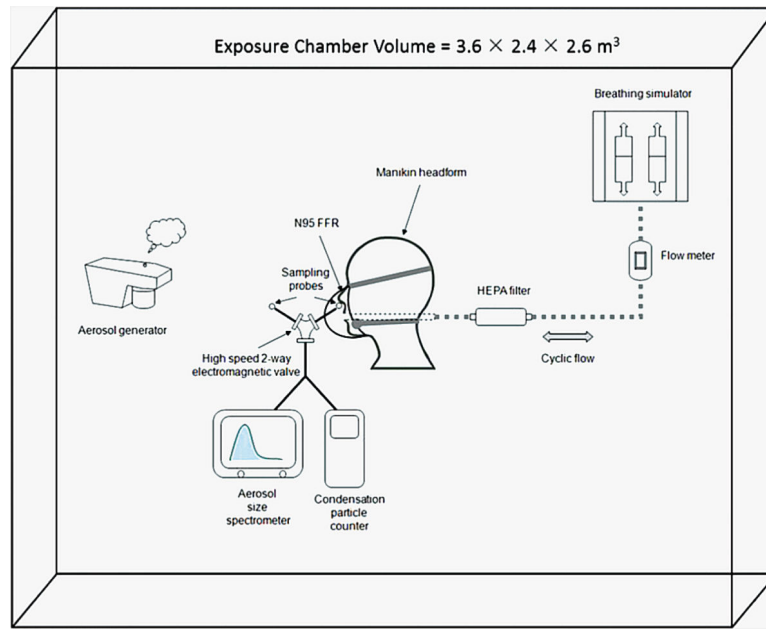 Exposure Chamber Volume = 3.6 × 2.4 × 2.6 m³
Breathing simulator
Manikin headform
N95 FFR
Flow meter
Sampling
probes
HEPA filter
Aerosol generator
High speed 2-way
electromagnetic valve
Cyclic flow
Aerosol
size
spectrometer
Condensation
particle
counter